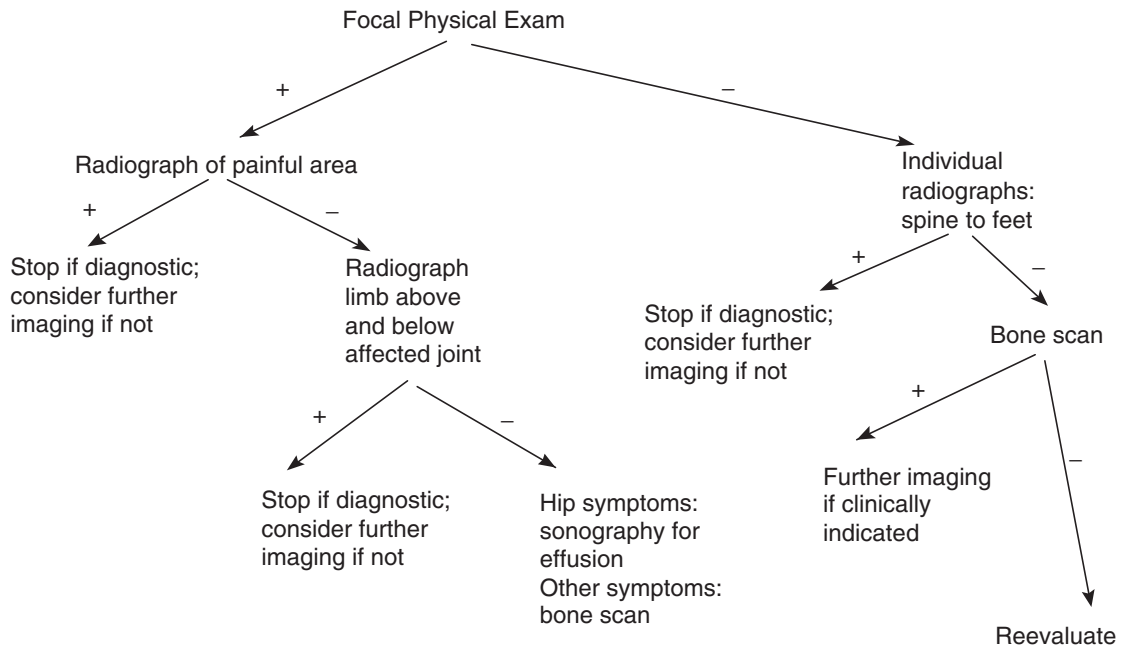 Focal Physical Exam
+
–
Radiograph of painful area
+
–
Individual
radiographs:
spine to feet
Stop if diagnostic;
consider further
imaging if not
Radiograph
limb above
and below
affected joint
+
–
Stop if diagnostic;
consider further
imaging if not
Bone scan
+
–
+
–
Stop if diagnostic;
consider further
imaging if not
Hip symptoms:
sonography for
effusion
Other symptoms:
bone scan
Further imaging
if clinically
indicated
Reevaluate